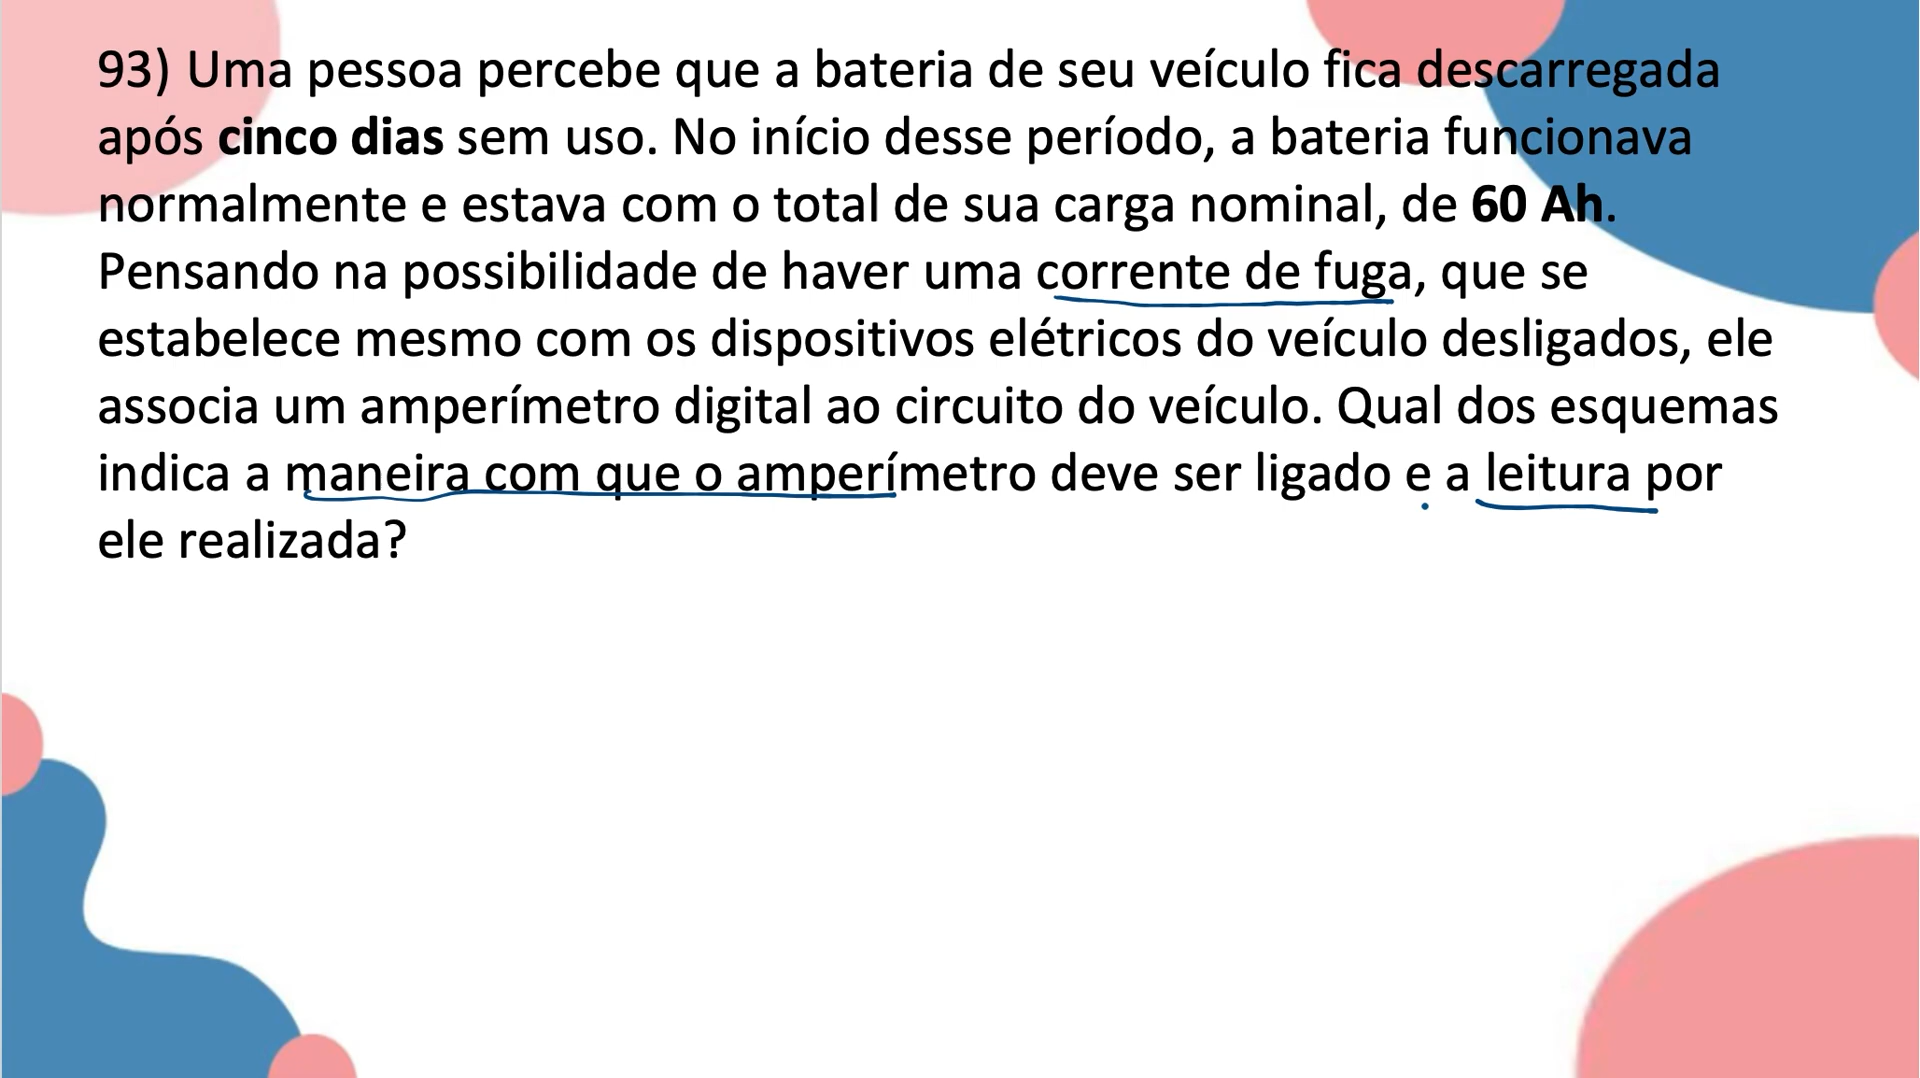 93) Uma pessoa percebe que a bateria de seu veículo fica descarregada
após cinco dias sem uso. No início desse período, a bateria funcionava
normalmente e estava com o total de sua carga nominal, de 60 Ah.
Pensando na possibilidade de haver uma corrente de fuga, que se
estabelece mesmo com os dispositivos elétricos do veículo desligados, ele
associa um amperímetro digital ao circuito do veículo. Qual dos esquemas
indica a maneira com que o amperímetro deve ser ligado e a leitura por
ele realizada?